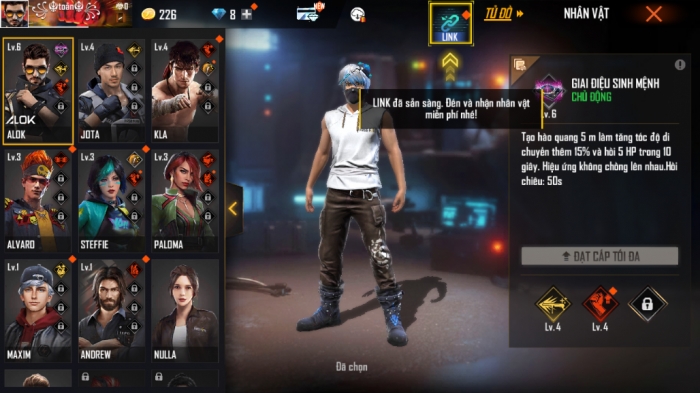 ꧁༒toán༒꧂ 0
226
8
NEW
LINK
TỦ ĐỒ
NHÂN VẬT
LINK đã sẵn sàng. Đến và nhận nhân vật
miễn phí nhé!
Lv.6
ALOK
ALOK
Lv.4
JOTA
Lv.4
KLA
Lv.3
ALVARO
Lv.3
STEFFIE
Lv.3
PALOMA
Lv.1
MAXIM
Lv.1
ANDREW
NULLA
Đã chọn
GIAI ĐIỆU SINH MỆNH
CHỦ ĐỘNG
Lv.6
Tạo hào quang 5 m làm tăng tốc độ di
chuyển thêm 15% và hồi 5 HP trong 10
giây. Hiệu ứng không chồng lên nhau.Hồi
chiêu: 50s
ĐẠT CẤP TỐI ĐA
Lv.4
Lv.4